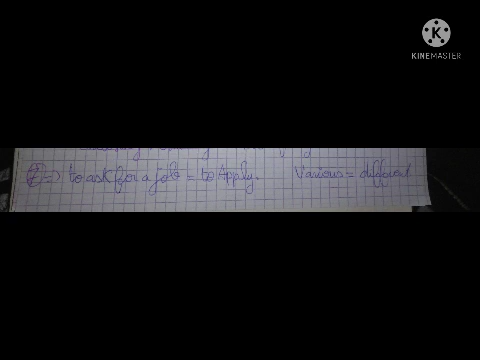 KINEMASTER
to ask for a job = to Apply. Various = different